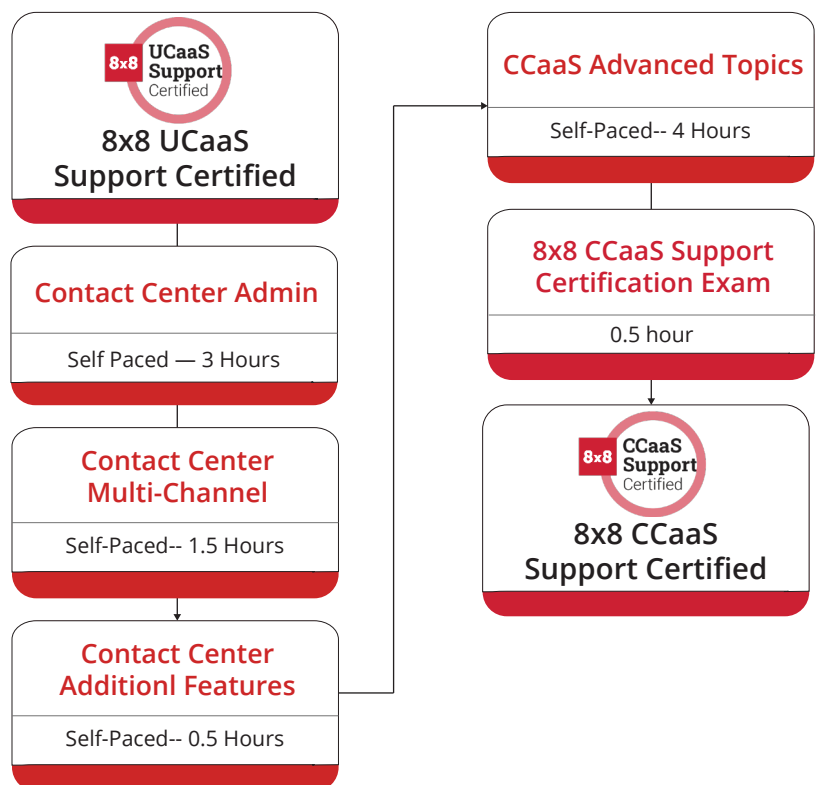 8x8
UCaaS
Support
Certified
8x8 UCaaS
Support Certified
Contact Center Admin
Self Paced — 3 Hours
Contact Center
Multi-Channel
Self-Paced-- 1.5 Hours
Contact Center
Additionl Features
Self-Paced-- 0.5 Hours
CCaaS Advanced Topics
Self-Paced-- 4 Hours
8x8 CCaaS Support
Certification Exam
0.5 hour
8x8
CCaaS
Support
Certified
8x8 CCaaS
Support Certified